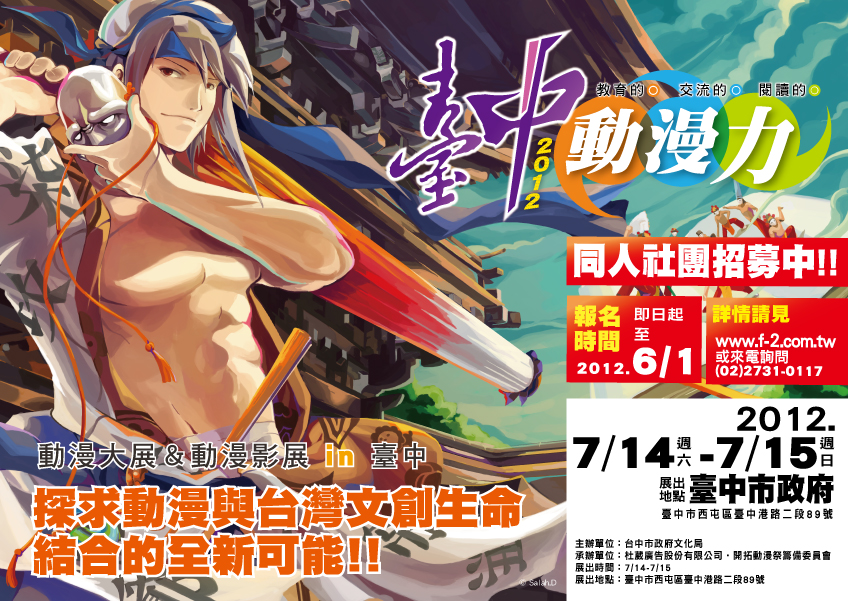 臺中
2012
教育的 交流的 閱讀的
動漫力
同人社團招募中!!
報名時間
即日起
至
2012. 6/1
詳情請見
www.f-2.com.tw
或來電詢問
(02)2731-0117
2012.
7/14週六-7/15週日
展出地點 臺中市政府
臺中市西屯區臺中港路二段89號
主辦單位：台中市政府文化局
承辦單位：杜葳廣告股份有限公司・開拓動漫祭籌備委員會
展出時間：7/14-7/15
展出地點：臺中市西屯區臺中港路二段89號
動漫大展＆動漫影展 in 臺中
探求動漫與台灣文創生命
結合的全新可能!!
© Salah.D
柒